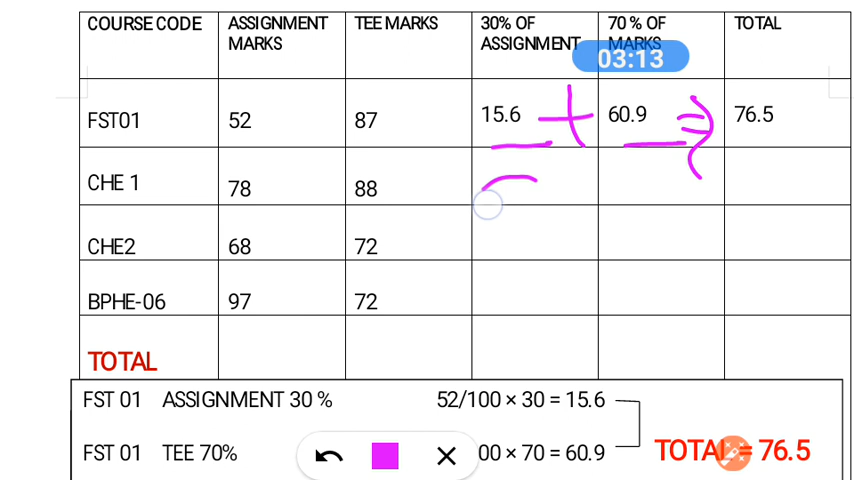 COURSE CODE ASSIGNMENT MARKS TEE MARKS 30% OF ASSIGNMENT 70 % OF MARKS TOTAL
03:13
FST01 52 87 15.6 + 60.9 76.5
CHE 1 78 88
CHE2 68 72
BPHE-06 97 72
TOTAL
FST 01 ASSIGNMENT 30 % 52/100 × 30 = 15.6
FST 01 TEE 70% 00 × 70 = 60.9 TOTAL = 76.5